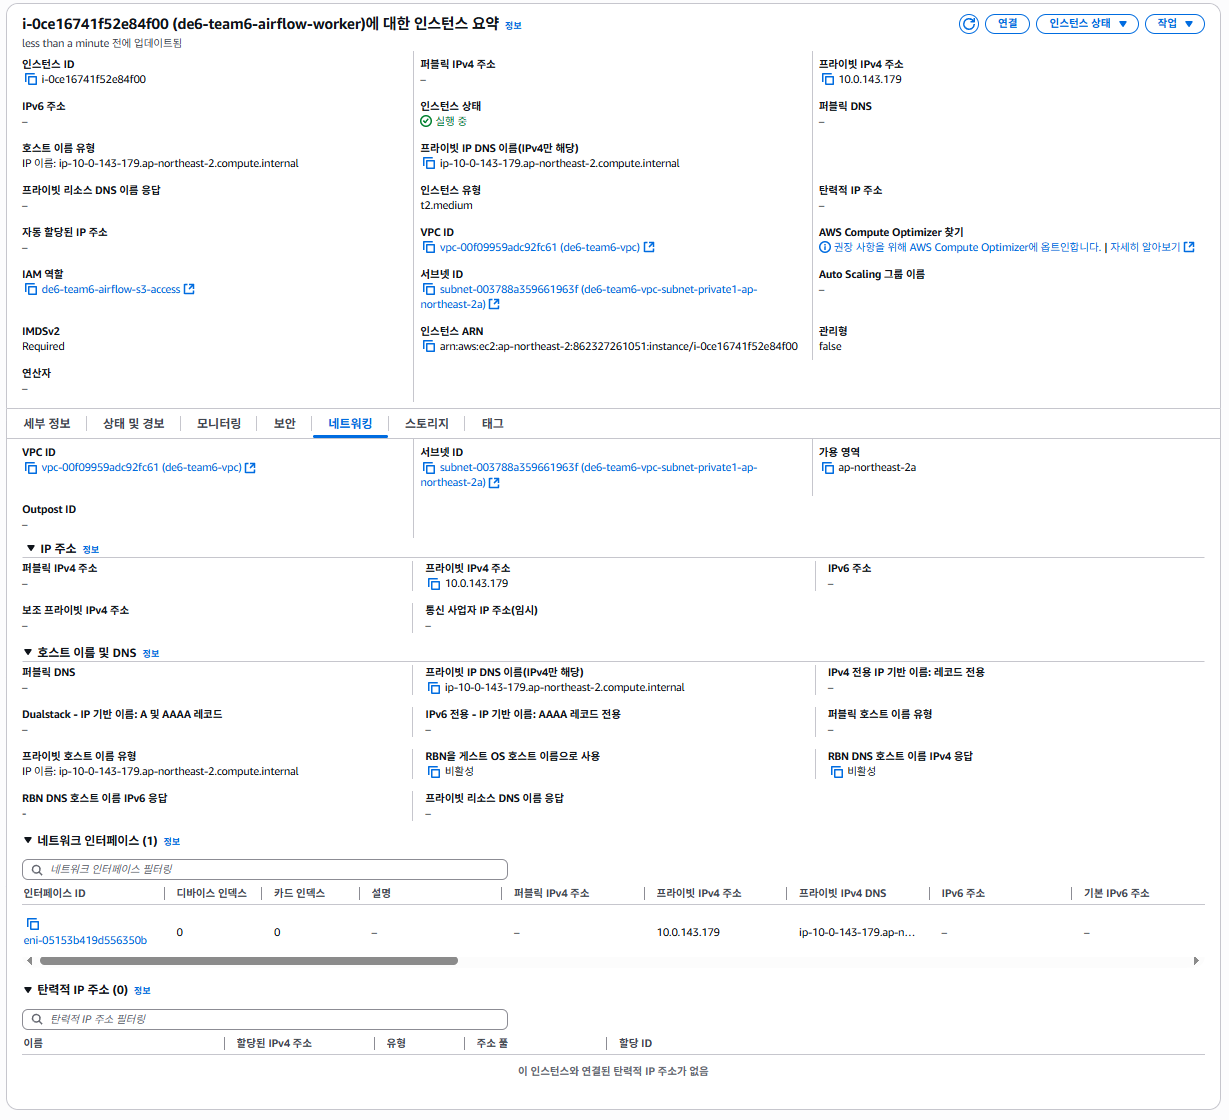 i-0ce16741f52e84f00 (de6-team6-airflow-worker)에 대한 인스턴스 요약 정보
연결
인스턴스 상태
작업
less than a minute 전에 업데이트됨
인스턴스 ID
i-0ce16741f52e84f00
퍼블릭 IPv4 주소
–
프라이빗 IPv4 주소
10.0.143.179
IPv6 주소
–
인스턴스 상태
실행 중
퍼블릭 DNS
–
호스트 이름 유형
IP 이름: ip-10-0-143-179.ap-northeast-2.compute.internal
프라이빗 IP DNS 이름(IPv4만 해당)
ip-10-0-143-179.ap-northeast-2.compute.internal
프라이빗 리소스 DNS 이름 응답
–
인스턴스 유형
t2.medium
탄력적 IP 주소
–
자동 할당된 IP 주소
–
VPC ID
vpc-00f09959adc92fc61 (de6-team6-vpc)
AWS Compute Optimizer 찾기
권장 사항을 위해 AWS Compute Optimizer에 옵트인합니다. | 자세히 알아보기
IAM 역할
de6-team6-airflow-s3-access
서브넷 ID
subnet-003788a359661963f (de6-team6-vpc-subnet-private1-ap-
northeast-2a)
Auto Scaling 그룹 이름
–
IMDSv2
Required
인스턴스 ARN
arn:aws:ec2:ap-northeast-2:862327261051:instance/i-0ce16741f52e84f00
관리형
false
연산자
–
세부 정보
상태 및 경보
모니터링
보안
네트워킹
스토리지
태그
VPC ID
vpc-00f09959adc92fc61 (de6-team6-vpc)
서브넷 ID
subnet-003788a359661963f (de6-team6-vpc-subnet-private1-ap-
northeast-2a)
가용 영역
ap-northeast-2a
Outpost ID
–
IP 주소 정보
퍼블릭 IPv4 주소
–
프라이빗 IPv4 주소
10.0.143.179
IPv6 주소
–
보조 프라이빗 IPv4 주소
–
통신 사업자 IP 주소(임시)
–
호스트 이름 및 DNS 정보
퍼블릭 DNS
–
프라이빗 IP DNS 이름(IPv4만 해당)
ip-10-0-143-179.ap-northeast-2.compute.internal
IPv4 전용 IP 기반 이름: 레코드 전용
–
Dualstack - IP 기반 이름: A 및 AAAA 레코드
–
IPv6 전용 - IP 기반 이름: AAAA 레코드 전용
–
퍼블릭 호스트 이름 유형
–
프라이빗 호스트 이름 유형
IP 이름: ip-10-0-143-179.ap-northeast-2.compute.internal
RBN을 게스트 OS 호스트 이름으로 사용
비활성
RBN DNS 호스트 이름 IPv4 응답
비활성
RBN DNS 호스트 이름 IPv6 응답
-
프라이빗 리소스 DNS 이름 응답
–
네트워크 인터페이스 (1) 정보
네트워크 인터페이스 필터링
인터페이스 ID
디바이스 인덱스
카드 인덱스
설명
퍼블릭 IPv4 주소
프라이빗 IPv4 주소
프라이빗 IPv4 DNS
IPv6 주소
기본 IPv6 주소
eni-05153b419d556350b
0
0
–
–
10.0.143.179
ip-10-0-143-179.ap-n...
–
–
탄력적 IP 주소 (0) 정보
탄력적 IP 주소 필터링
이름
할당된 IPv4 주소
유형
주소 풀
할당 ID
이 인스턴스와 연결된 탄력적 IP 주소가 없음